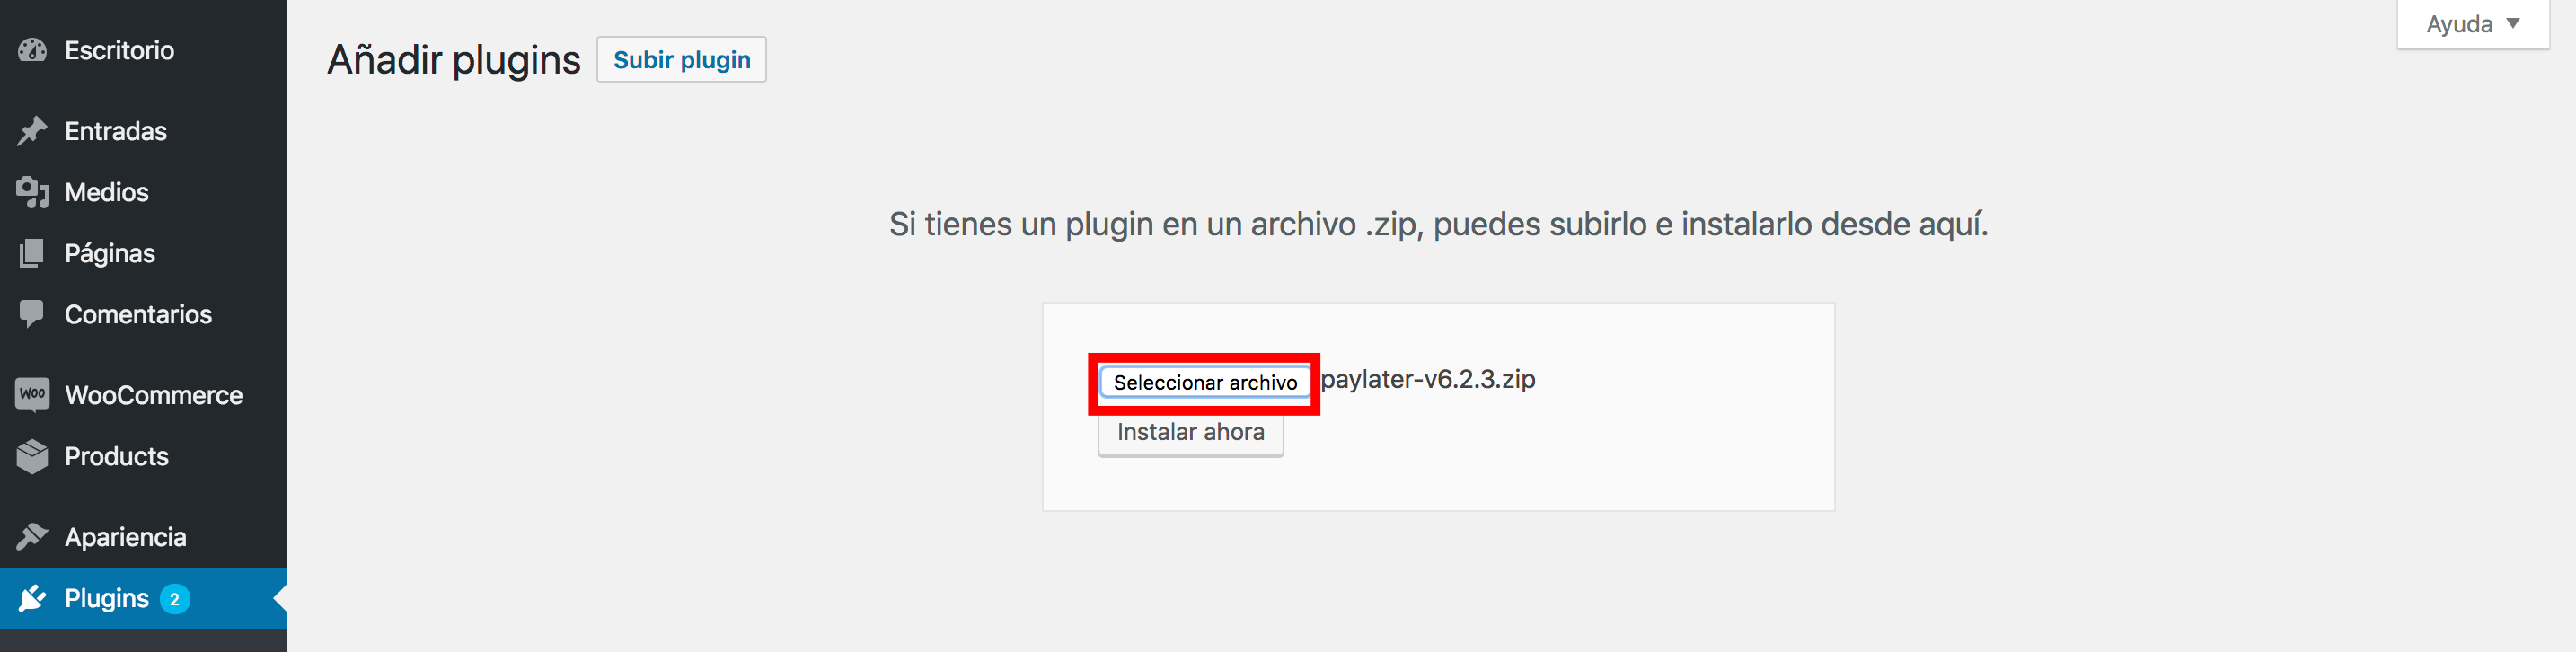 Escritorio
Entradas
Medios
Páginas
Comentarios
Woo WooCommerce
Products
Apariencia
Plugins 2
Ayuda ▼
Añadir plugins Subir plugin
Si tienes un plugin en un archivo .zip, puedes subirlo e instalarlo desde aquí.
Seleccionar archivo paylater-v6.2.3.zip
Instalar ahora